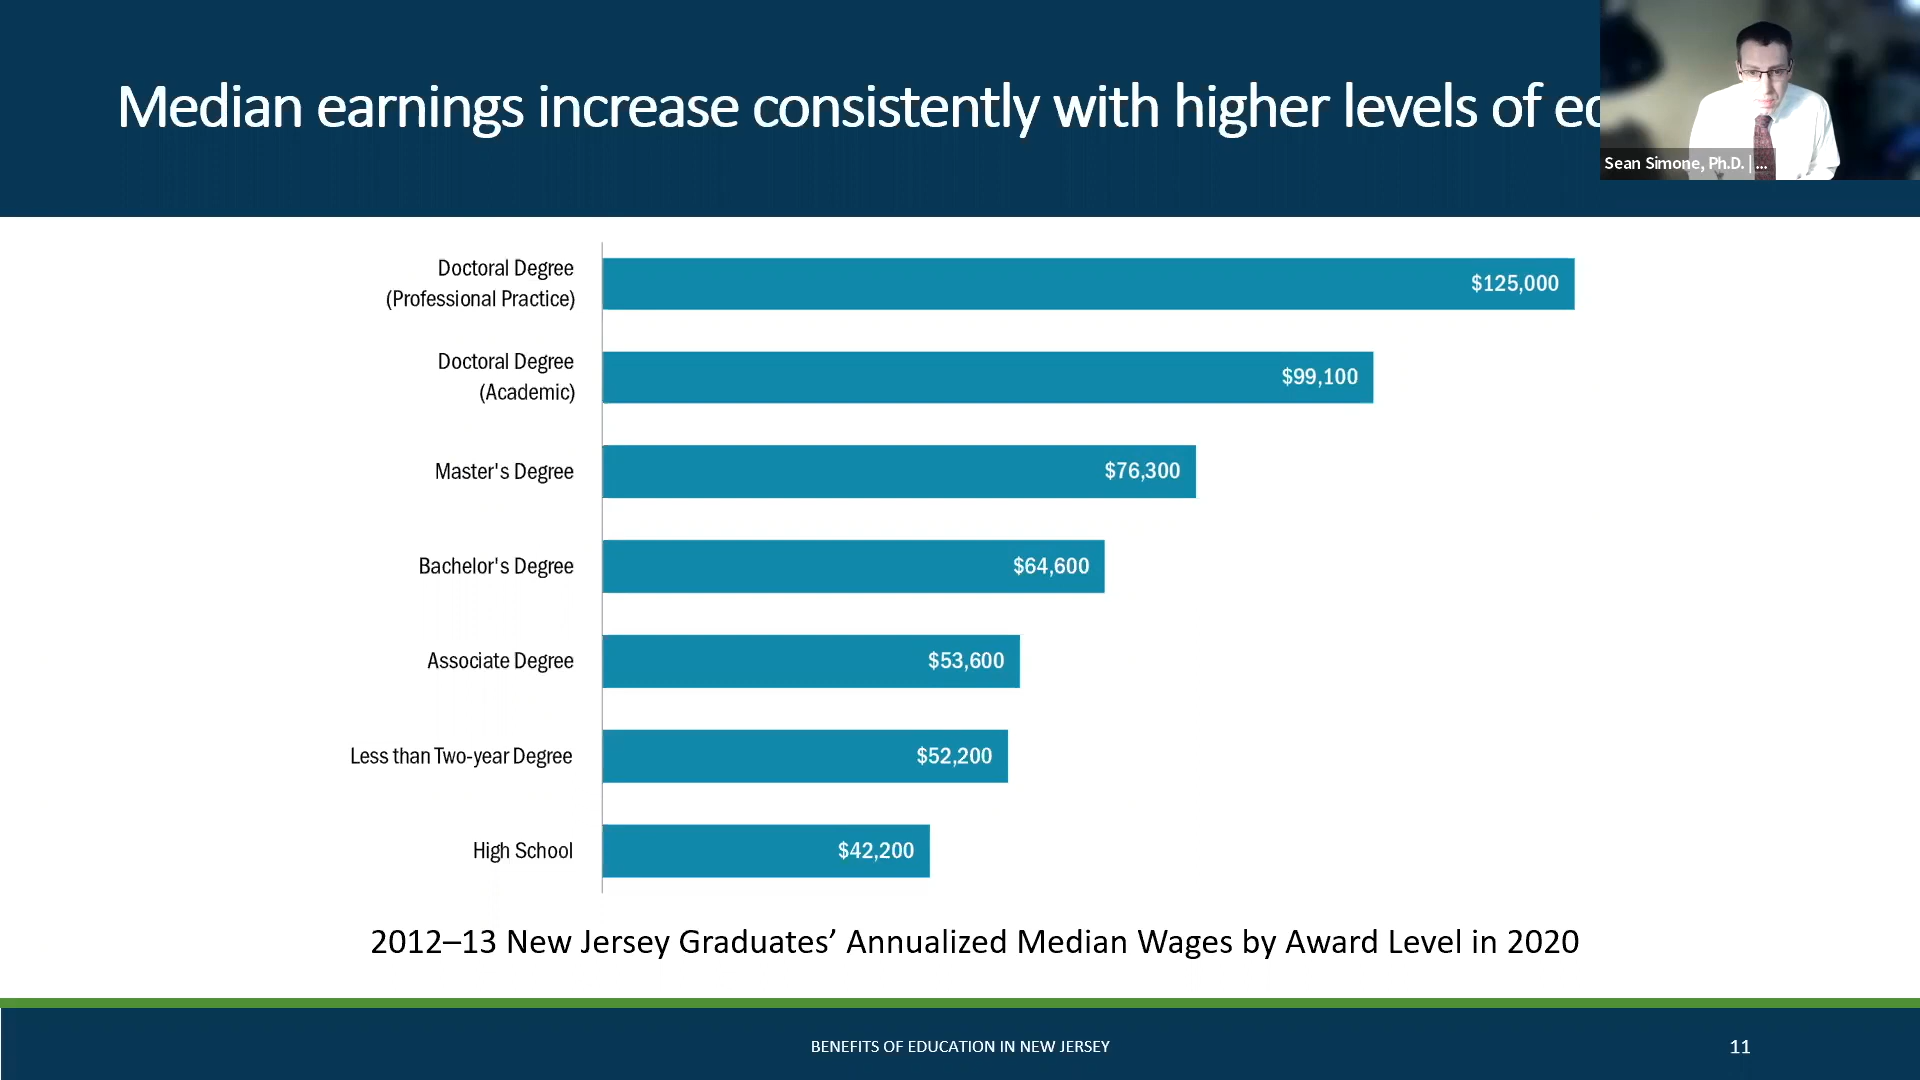 Median earnings increase consistently with higher levels of
Sean Simone, Ph.D. | ...
Doctoral Degree
(Professional Practice)
$125,000
Doctoral Degree
(Academic)
$99,100
Master's Degree
$76,300
Bachelor's Degree
$64,600
Associate Degree
$53,600
Less than Two-year Degree
$52,200
High School
$42,200
2012–13 New Jersey Graduates’ Annualized Median Wages by Award Level in 2020
BENEFITS OF EDUCATION IN NEW JERSEY
11